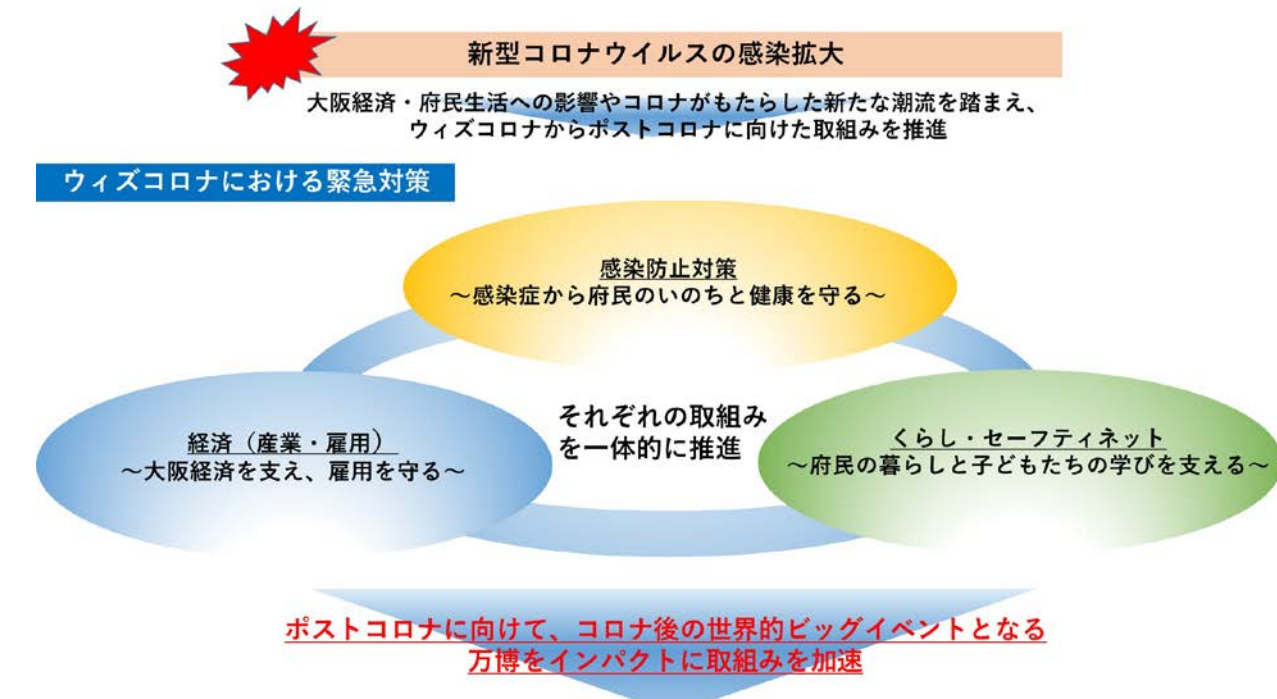 新型コロナウイルスの感染拡大
大阪経済・府民生活への影響やコロナがもたらした新たな潮流を踏まえ、
ウィズコロナからポストコロナに向けた取組みを推進
ウィズコロナにおける緊急対策
感染防止対策
～感染症から府民のいのちと健康を守る～
経済（産業・雇用）
～大阪経済を支え、雇用を守る～
それぞれの取組み
を一体的に推進
くらし・セーフティネット
～府民の暮らしと子どもたちの学びを支える～
ポストコロナに向けて、コロナ後の世界的ビッグイベントとなる
万博をインパクトに取組みを加速